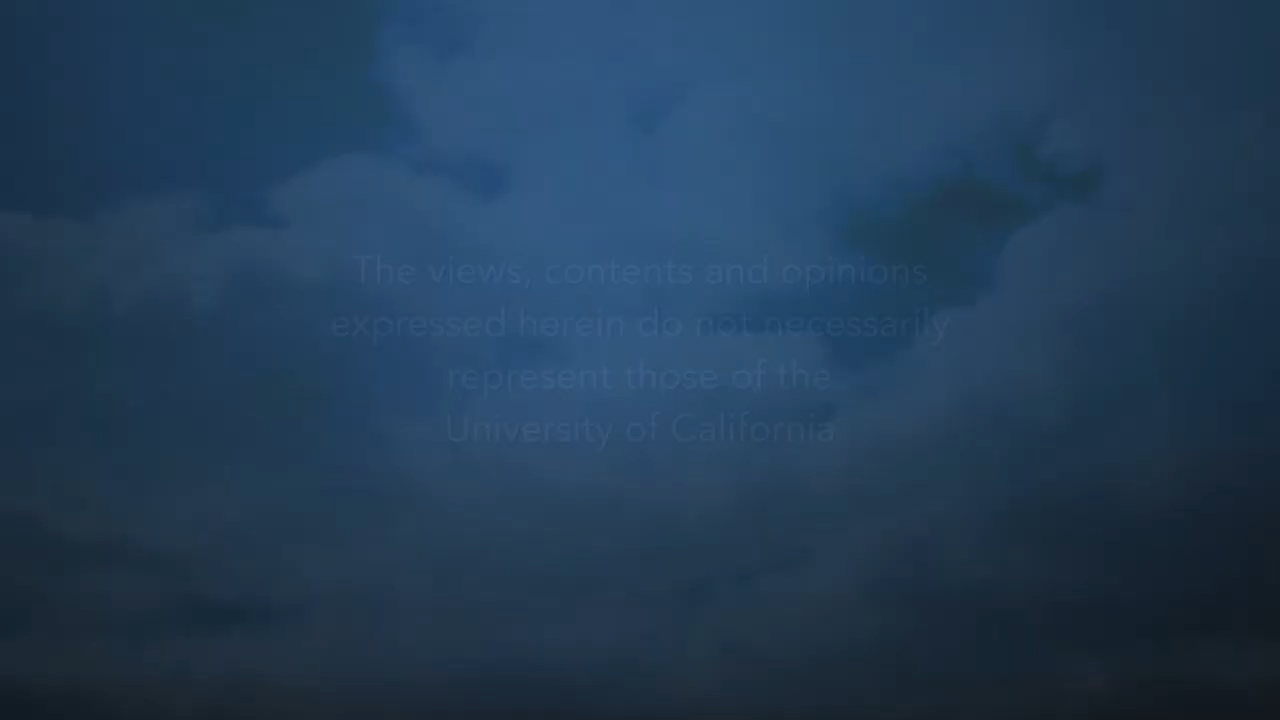 The views, contents and opinions
expressed herein do not necessarily
represent those of the
University of California